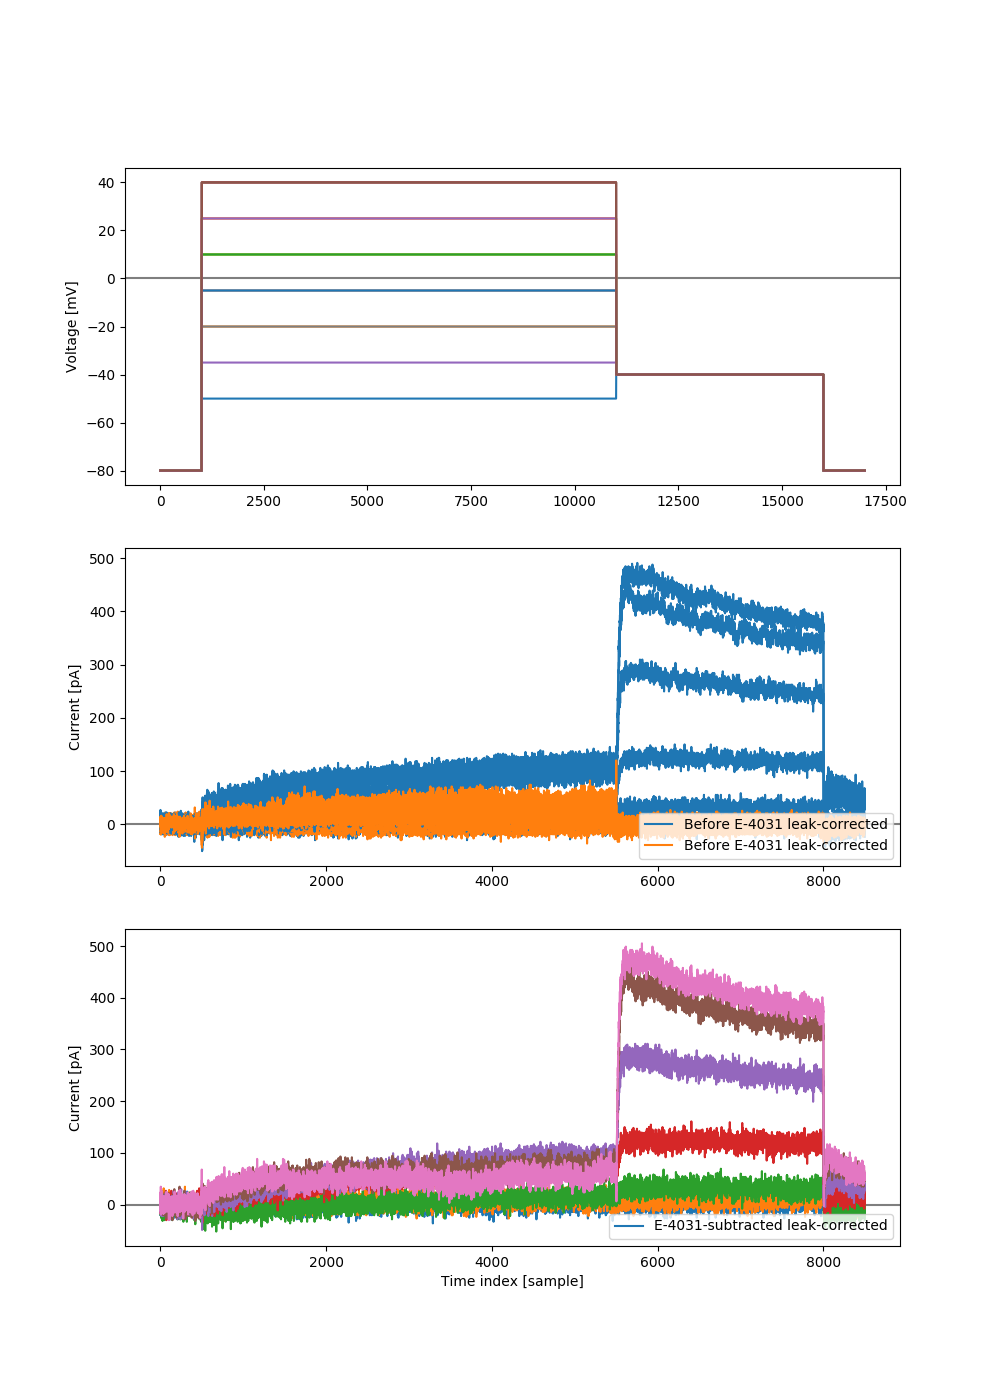 40
20
0
−20
−40
−60
−80
Voltage [mV]
0 2500 5000 7500 10000 12500 15000 17500
500
400
300
200
100
0
Current [pA]
Before E-4031 leak-corrected
Before E-4031 leak-corrected
0 2000 4000 6000 8000
500
400
300
200
100
0
Current [pA]
E-4031-subtracted leak-corrected
0 2000 4000 6000 8000
Time index [sample]